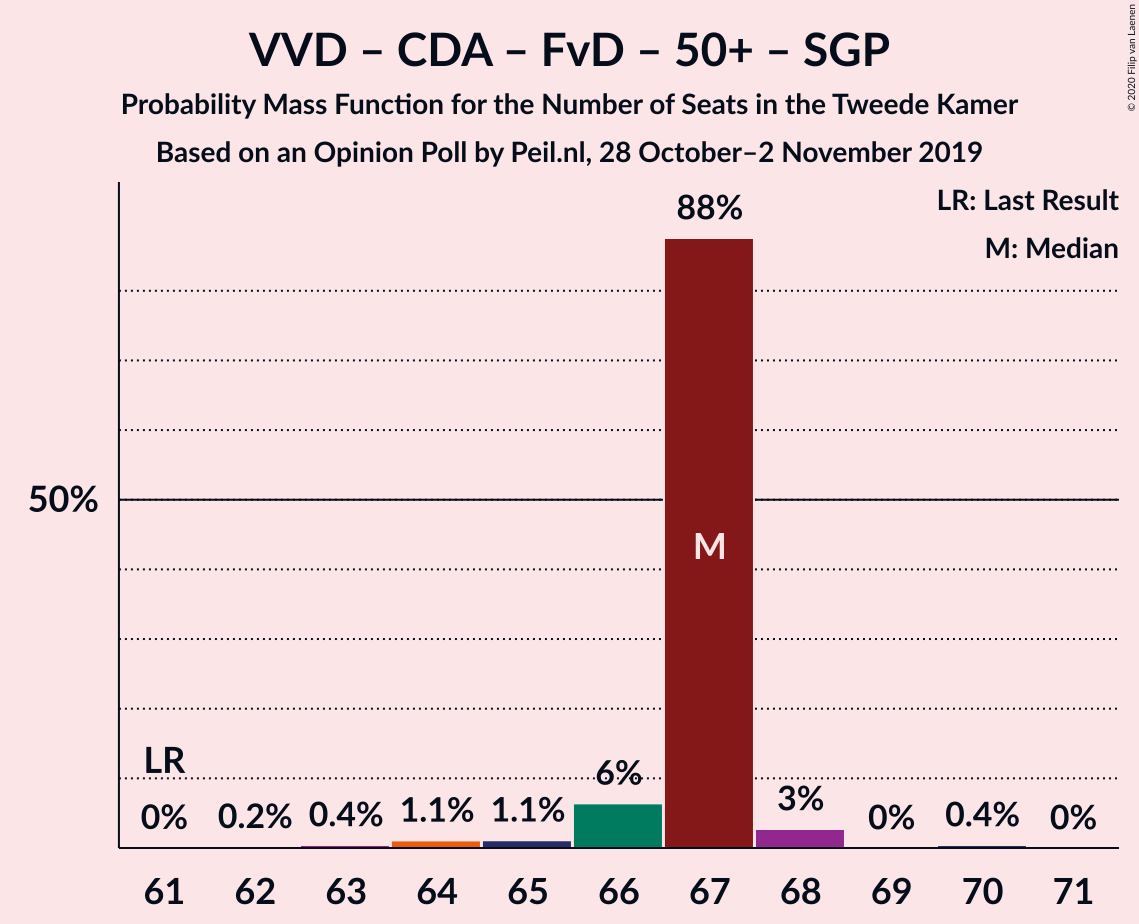 VVD – CDA – FvD – 50+ – SGP
Probability Mass Function for the Number of Seats in the Tweede Kamer
Based on an Opinion Poll by Peil.nl, 28 October–2 November 2019
© 2020 Filip van Laenen
LR: Last Result
M: Median
88%
50%
M
LR
0% 0.2% 0.4% 1.1% 1.1% 6% 3% 0% 0.4% 0%
61 62 63 64 65 66 67 68 69 70 71